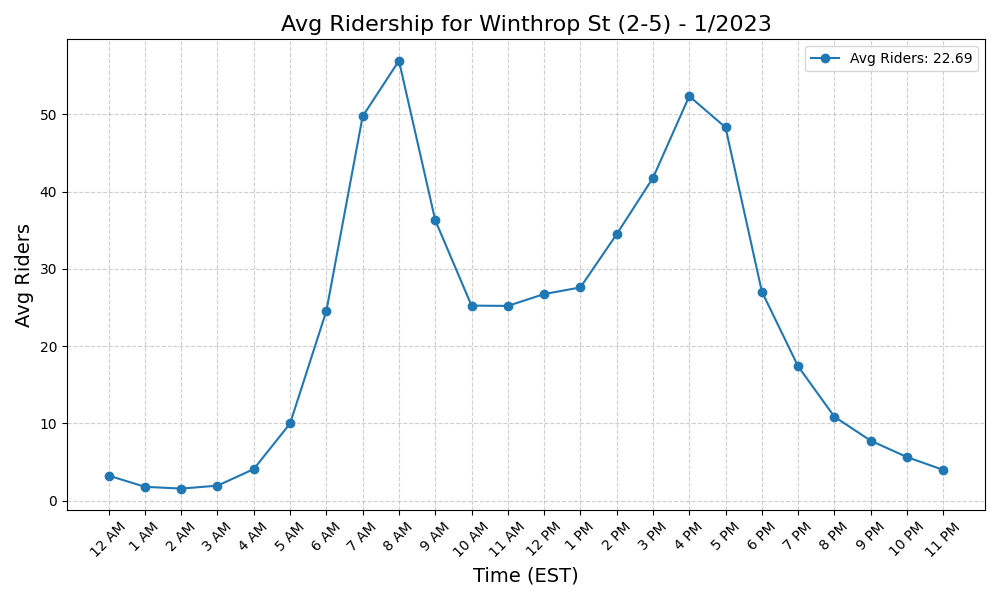 Avg Ridership for Winthrop St (2-5) - 1/2023
Avg Riders: 22.69
Avg Riders
50
40
30
20
10
0
12 AM
1 AM
2 AM
3 AM
4 AM
5 AM
6 AM
7 AM
8 AM
9 AM
10 AM
11 AM
12 PM
1 PM
2 PM
3 PM
4 PM
5 PM
6 PM
7 PM
8 PM
9 PM
10 PM
11 PM
Time (EST)